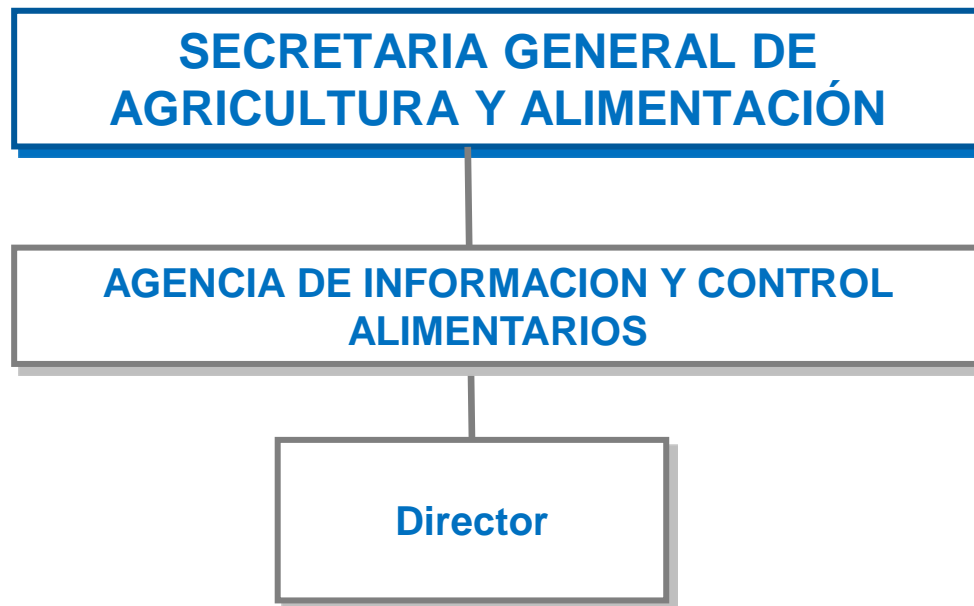 SECRETARIA GENERAL DE
AGRICULTURA Y ALIMENTACIÓN
AGENCIA DE INFORMACION Y CONTROL
ALIMENTARIOS
Director